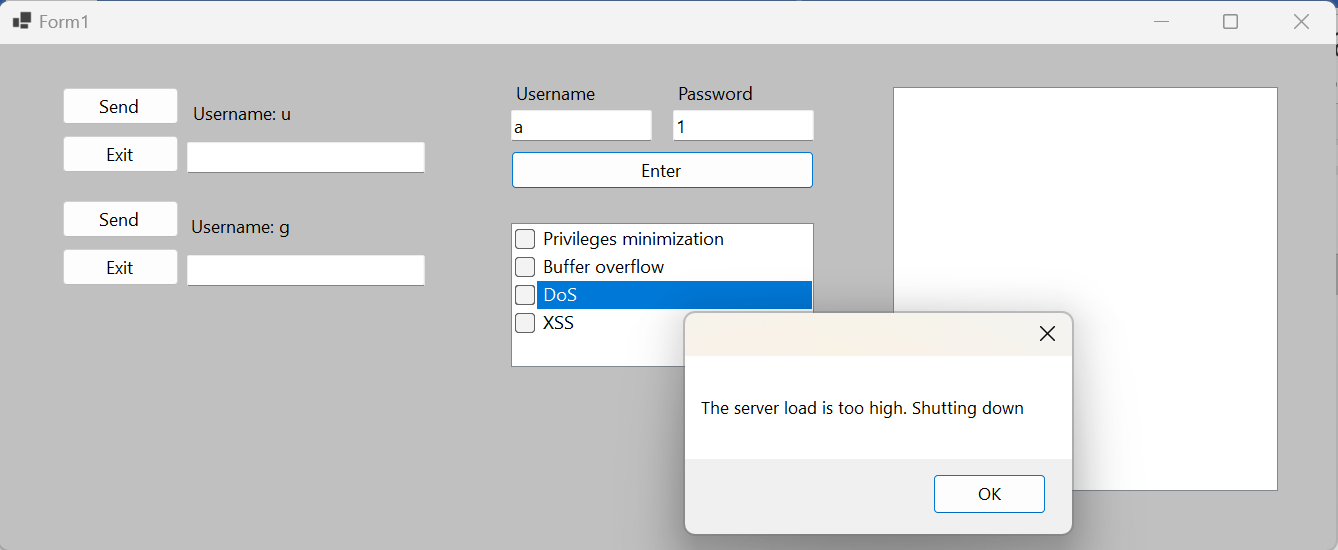 Form1
Send
Username: u
Exit
Send
Username: g
Exit
Username
Password
a
1
Enter
Privileges minimization
Buffer overflow
DoS
XSS
The server load is too high. Shutting down
OK